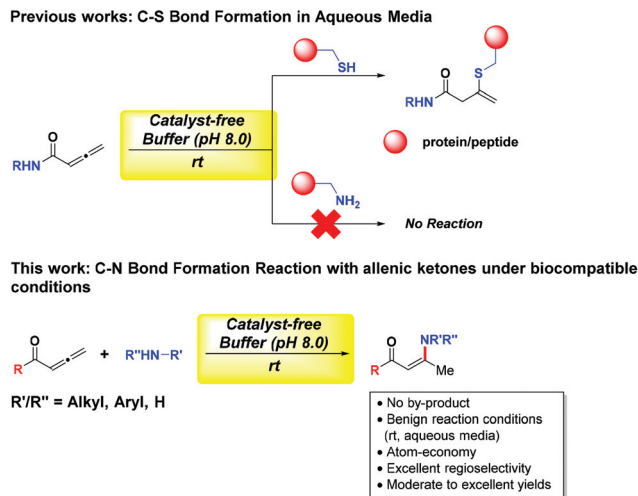 Previous works: C-S Bond Formation in Aqueous Media
SH
O
S
RHN
protein/peptide
O
RHN
Catalyst-free
Buffer (pH 8.0)
rt
NH2
No Reaction
This work: C-N Bond Formation Reaction with allenic ketones under biocompatible
conditions
O
R
+
R''HN-R'
Catalyst-free
Buffer (pH 8.0)
rt
O
NR'R''
R
Me
R'/R'' = Alkyl, Aryl, H
• No by-product
• Benign reaction conditions
(rt, aqueous media)
• Atom-economy
• Excellent regioselectivity
• Moderate to excellent yields